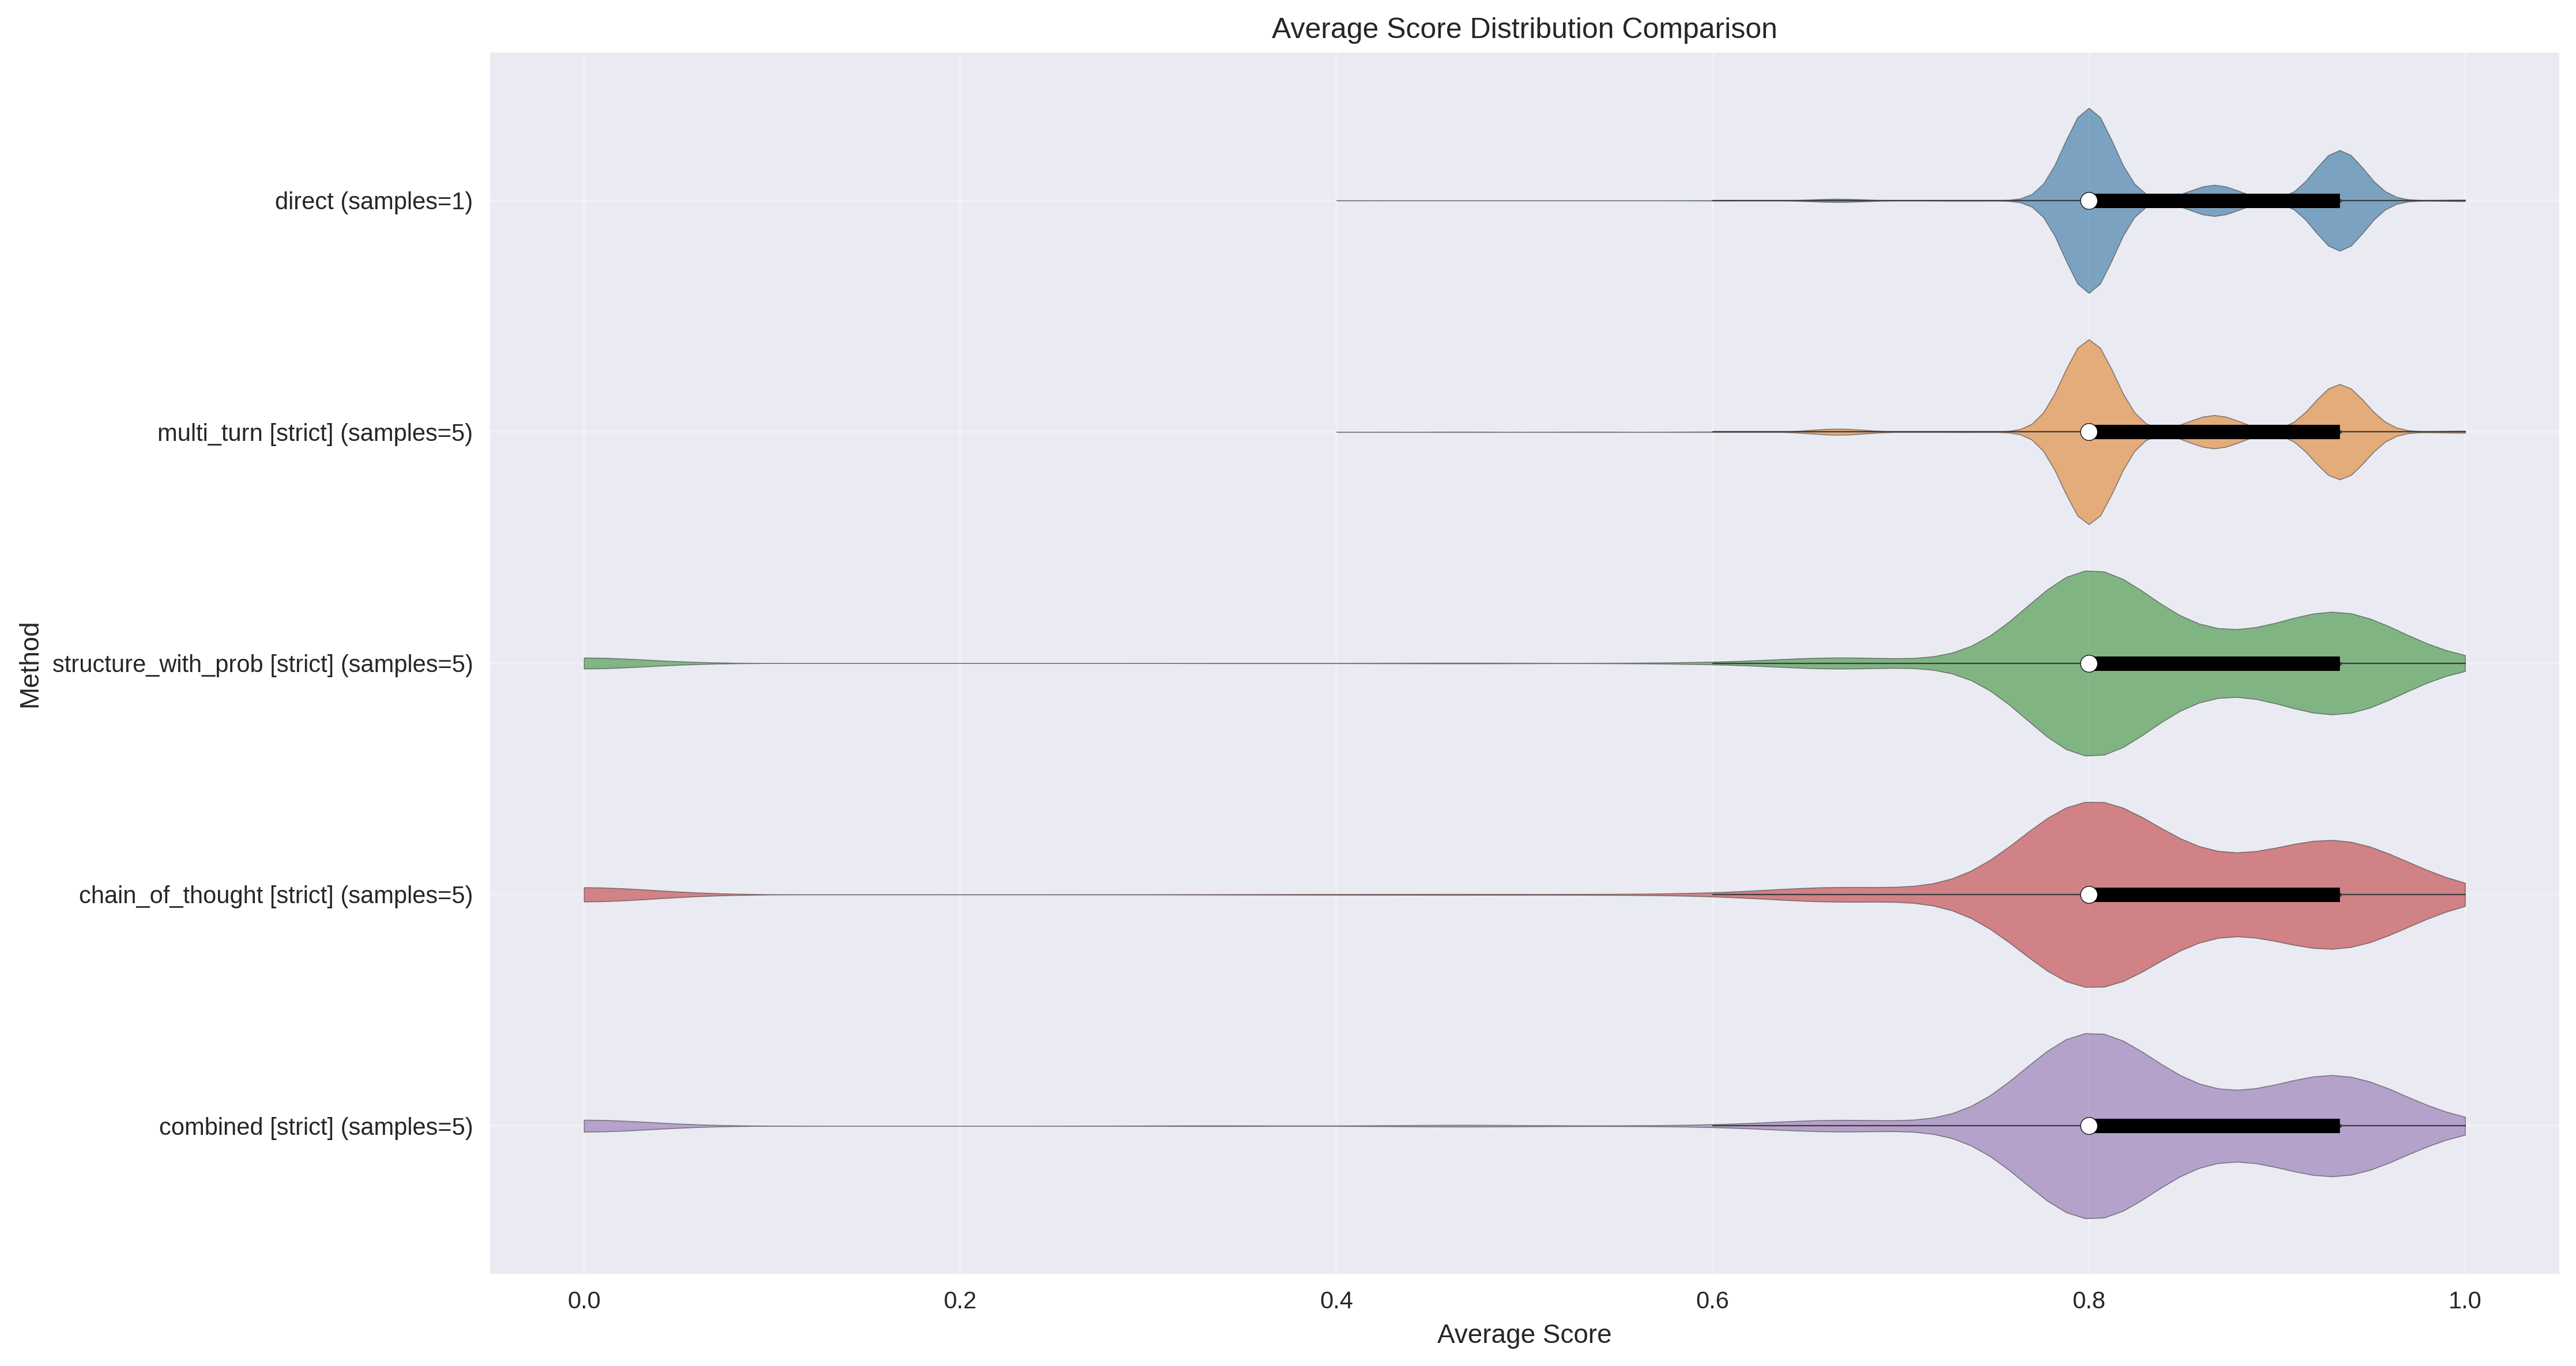 Average Score Distribution Comparison
Method
direct (samples=1)
multi_turn [strict] (samples=5)
structure_with_prob [strict] (samples=5)
chain_of_thought [strict] (samples=5)
combined [strict] (samples=5)
0.0 0.2 0.4 0.6 0.8 1.0
Average Score